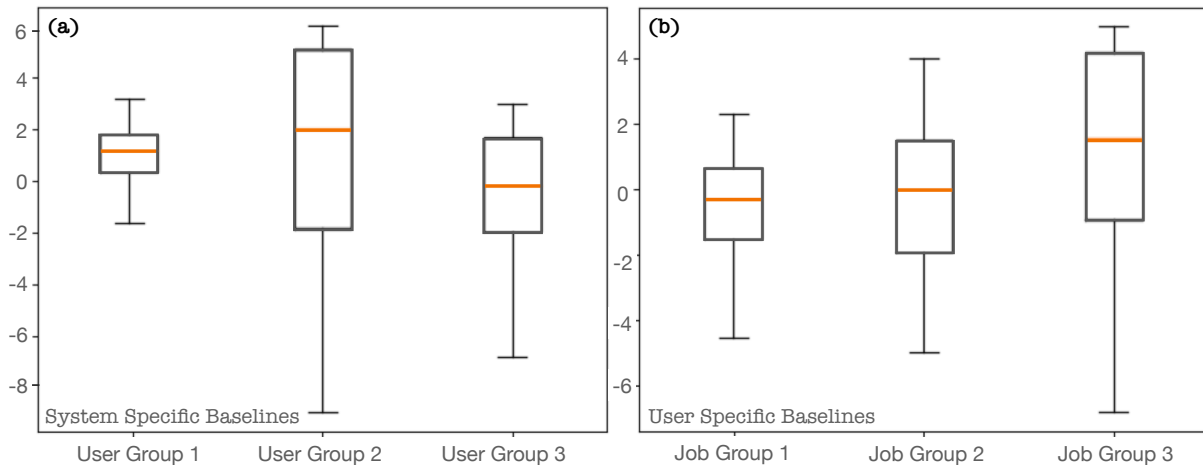 (a)
6
4
2
0
-2
-4
-6
-8
System Specific Baselines
User Group 1 User Group 2 User Group 3
(b)
4
2
0
-2
-4
-6
User Specific Baselines
Job Group 1 Job Group 2 Job Group 3